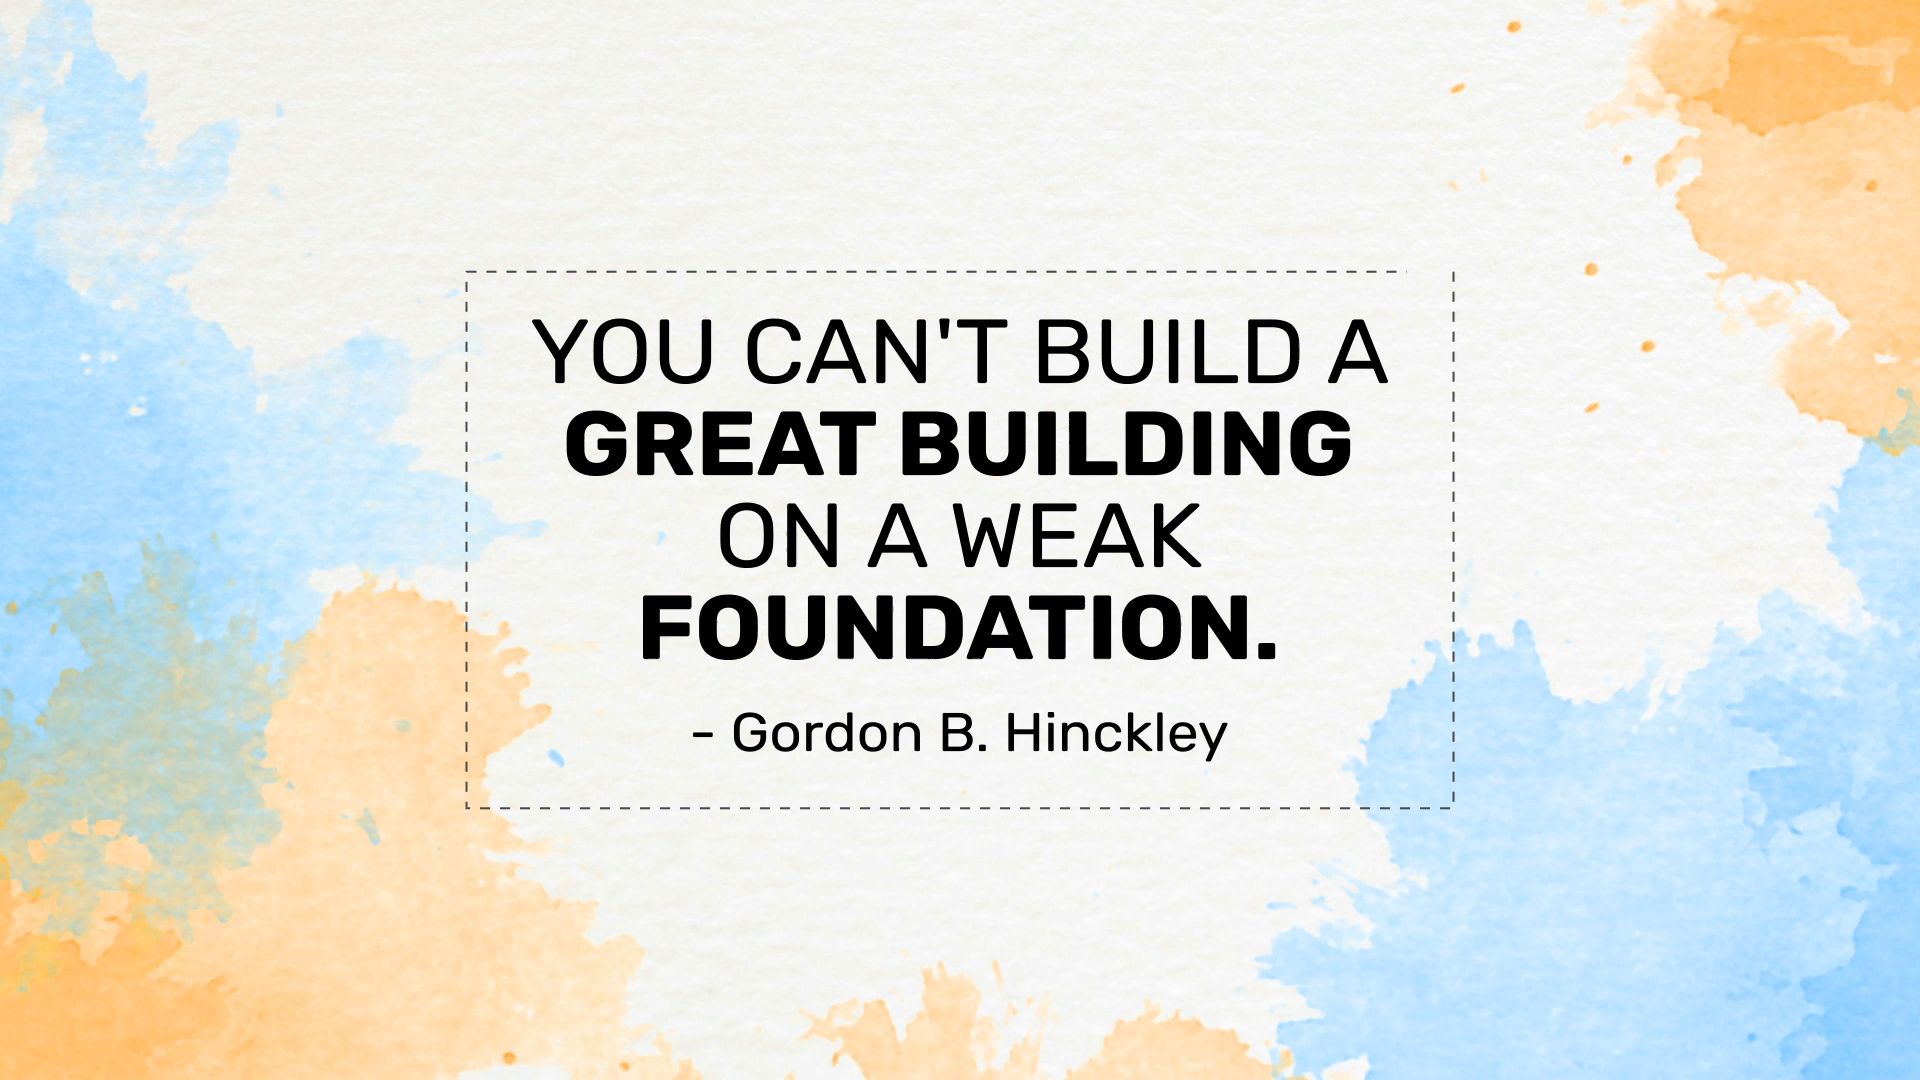 YOU CAN'T BUILD A
GREAT BUILDING
ON A WEAK
FOUNDATION.
- Gordon B. Hinckley